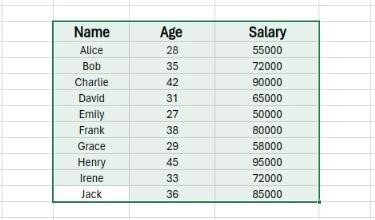 Name Age Salary
Alice 28 55000
Bob 35 72000
Charlie 42 90000
David 31 65000
Emily 27 50000
Frank 38 80000
Grace 29 58000
Henry 45 95000
Irene 33 72000
Jack 36 85000